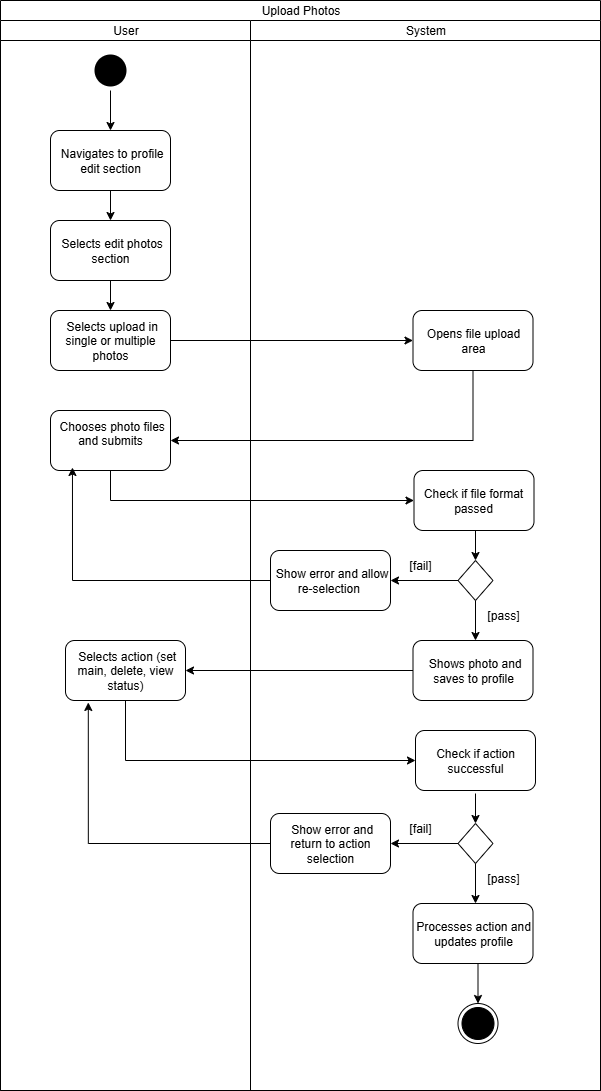 Upload Photos
User
System
Navigates to profile
edit section
Selects edit photos
section
Selects upload in
single or multiple
photos
Opens file upload
area
Chooses photo files
and submits
Check if file format
passed
[fail]
Show error and allow
re-selection
[pass]
Selects action (set
main, delete, view
status)
Shows photo and
saves to profile
Check if action
successful
[fail]
Show error and
return to action
selection
[pass]
Processes action and
updates profile